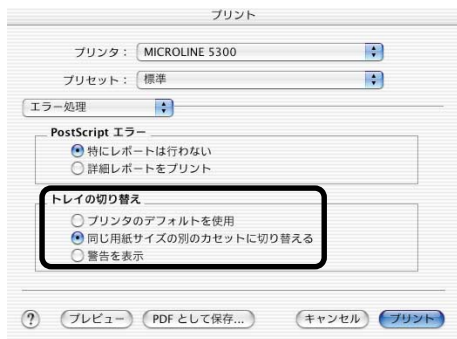 プリント
プリンタ： MICROLINE 5300
プリセット： 標準
エラー処理
PostScript エラー
特にレポートは行わない
詳細レポートをプリント
トレイの切り替え
プリンタのデフォルトを使用
同じ用紙サイズの別のカセットに切り替える
警告を表示
? プレビュー PDF として保存... キャンセル プリント